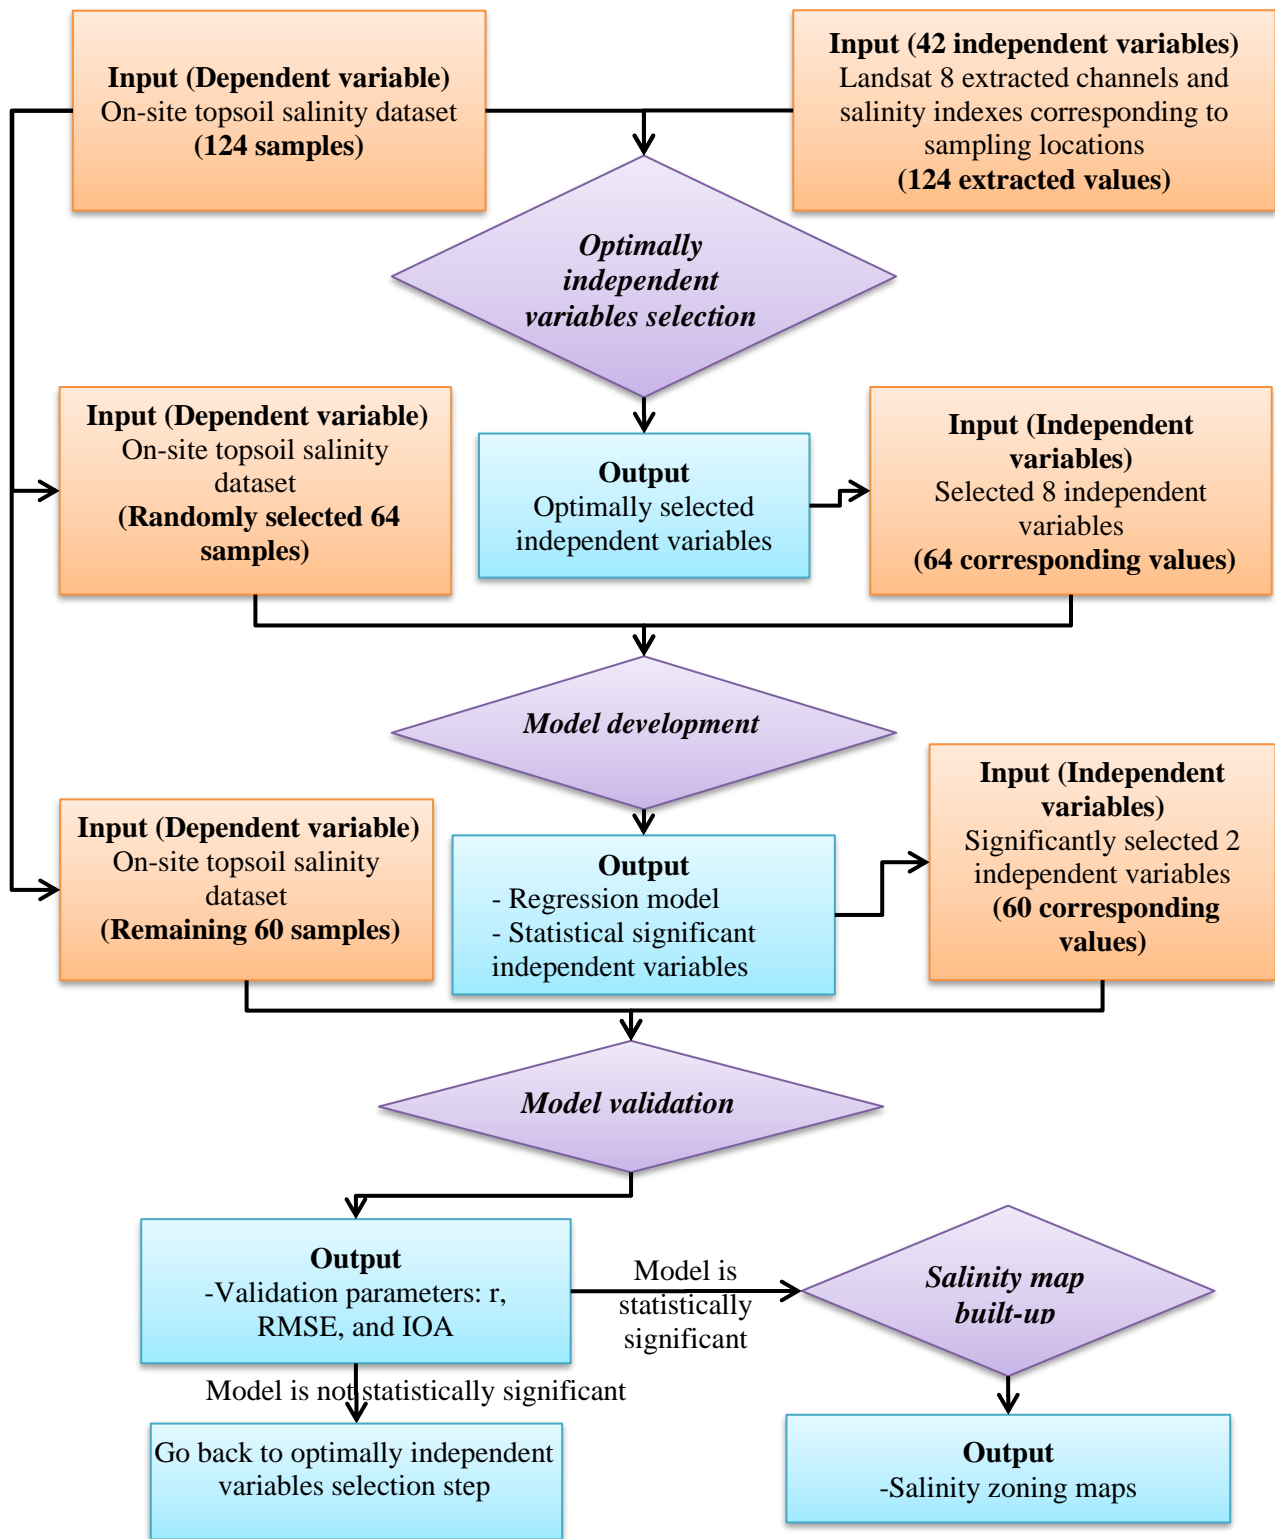 Input (Dependent variable)
On-site topsoil salinity dataset
(124 samples)
Input (42 independent variables)
Landsat 8 extracted channels and
salinity indexes corresponding to
sampling locations
(124 extracted values)
Optimally
independent
variables selection
Input (Dependent variable)
On-site topsoil salinity
dataset
(Randomly selected 64
samples)
Output
Optimally selected
independent variables
Input (Independent
variables)
Selected 8 independent
variables
(64 corresponding values)
Model development
Input (Dependent variable)
On-site topsoil salinity
dataset
(Remaining 60 samples)
Output
- Regression model
- Statistical significant
independent variables
Input (Independent
variables)
Significantly selected 2
independent variables
(60 corresponding
values)
Model validation
Output
-Validation parameters: r,
RMSE, and IOA
Model is
statistically
significant
Salinity map
built-up
Model is not statistically significant
Go back to optimally independent
variables selection step
Output
-Salinity zoning maps